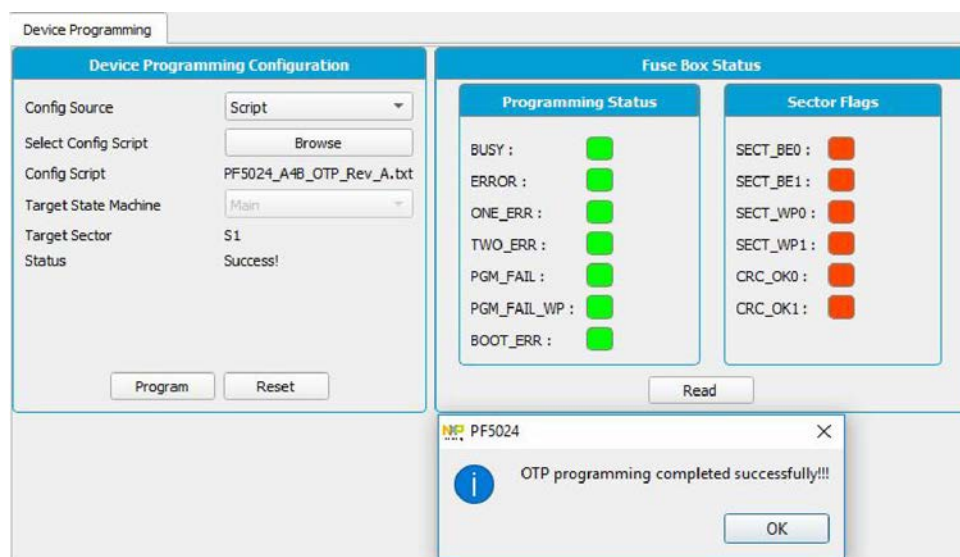 Device Programming
Device Programming Configuration
Config Source Script
Select Config Script Browse
Config Script PF5024_A4B_OTP_Rev_A.txt
Target State Machine Main
Target Sector S1
Status Success!
Program Reset
Fuse Box Status
Programming Status
BUSY :
ERROR :
ONE_ERR :
TWO_ERR :
PGM_FAIL :
PGM_FAIL_WP :
BOOT_ERR :
Sector Flags
SECT_BE0 :
SECT_BE1 :
SECT_WP0 :
SECT_WP1 :
CRC_OK0 :
CRC_OK1 :
Read
NXP PF5024
OTP programming completed successfully!!!
OK